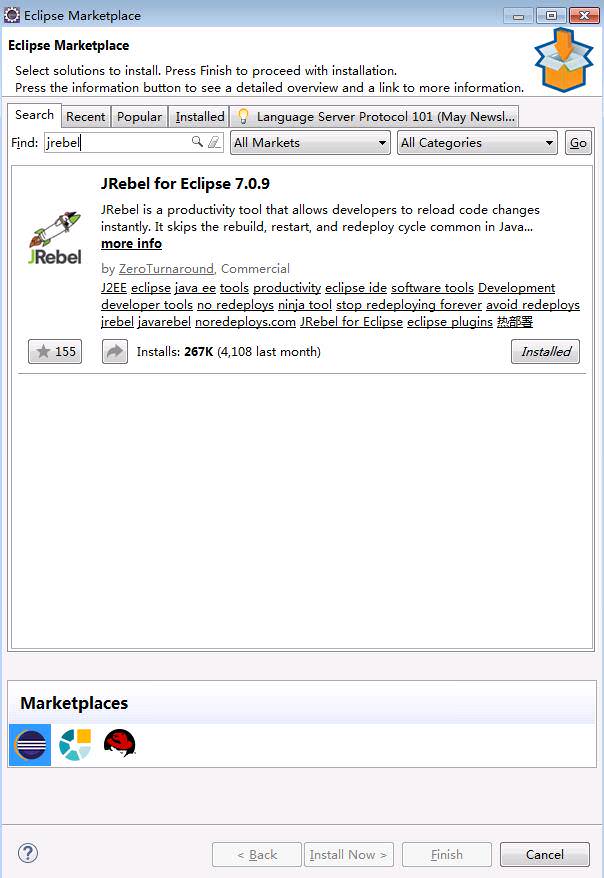 Eclipse Marketplace
Eclipse Marketplace
Select solutions to install. Press Finish to proceed with installation.
Press the information button to see a detailed overview and a link to more information.
Search Recent Popular Installed Language Server Protocol 101 (May Newsl...
Find: jrebel All Markets All Categories Go
JRebel for Eclipse 7.0.9
JRebel is a productivity tool that allows developers to reload code changes
instantly. It skips the rebuild, restart, and redeploy cycle common in Java...
more info
JRebel
by ZeroTurnaround, Commercial
J2EE eclipse java ee tools productivity eclipse ide software tools Development
developer tools no redeploys ninja tool stop redeploying forever avoid redeploys
jrebel javarebel noredeploys.com JRebel for Eclipse eclipse plugins 热部署
155 Installs: 267K (4,108 last month) Installed
Marketplaces
? < Back Install Now > Finish Cancel